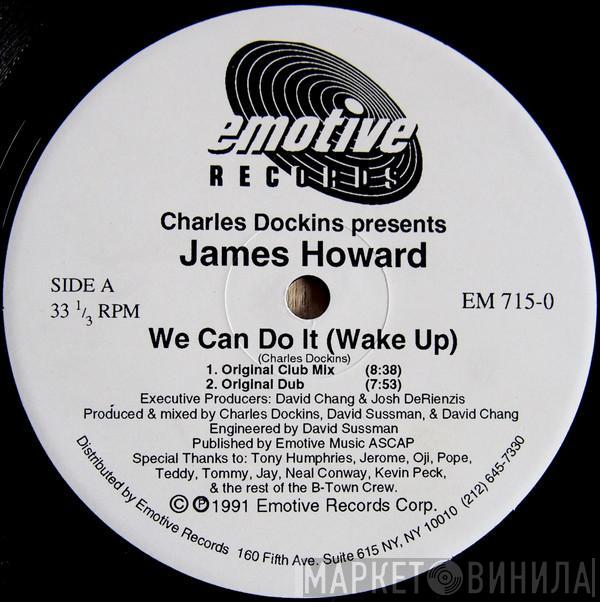 emotive
RECORDS
Charles Dockins presents
James Howard
SIDE A
33 1/3 RPM
EM 715-0
We Can Do It (Wake Up)
(Charles Dockins)
1. Original Club Mix (8:38)
2. Original Dub (7:53)
Executive Producers: David Chang & Josh DeRienzis
Produced & mixed by Charles Dockins, David Sussman, & David Chang
Engineered by David Sussman
Published by Emotive Music ASCAP
Special Thanks to: Tony Humphries, Jerome, Oji, Pope,
Teddy, Tommy, Jay, Neal Conway, Kevin Peck,
& the rest of the B-Town Crew.
© ℗ 1991 Emotive Records Corp.
Distributed by Emotive Records 160 Fifth Ave. Suite 615 NY, NY 10010 (212) 645-7330
МАРКЕТ ВИНИЛА